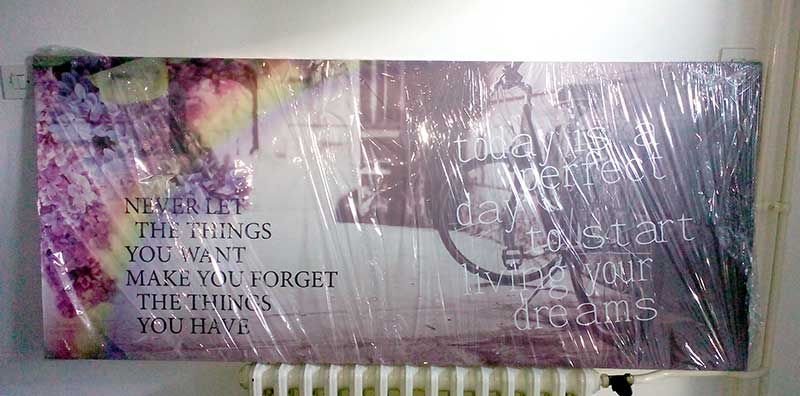 NEVER LET
THE THINGS
YOU WANT
MAKE YOU FORGET
THE THINGS
YOU HAVE
today is a
perfect
day
to start
living your
dreams